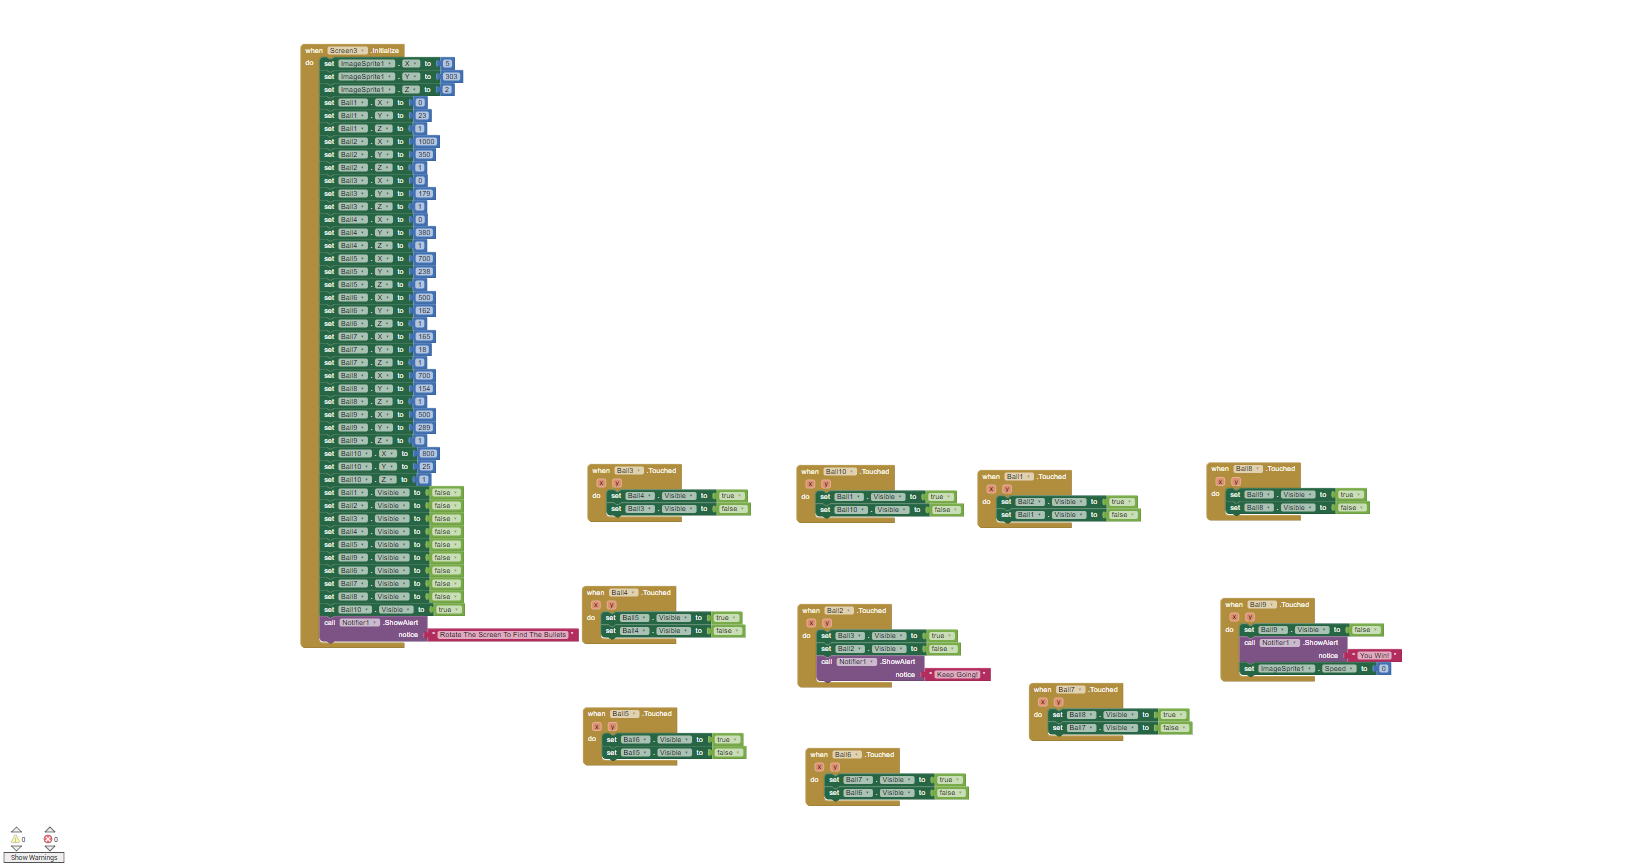 when Screen3 .Initialize
do set ImageSprite1 . X to 5
set ImageSprite1 . Y to 303
set ImageSprite1 . Z to 2
set Ball1 . X to 0
set Ball1 . Y to 23
set Ball1 . Z to 1
set Ball2 . X to 1000
set Ball2 . Y to 350
set Ball2 . Z to 1
set Ball3 . X to 0
set Ball3 . Y to 179
set Ball3 . Z to 1
set Ball4 . X to 0
set Ball4 . Y to 380
set Ball4 . Z to 1
set Ball5 . X to 700
set Ball5 . Y to 238
set Ball5 . Z to 1
set Ball6 . X to 500
set Ball6 . Y to 162
set Ball6 . Z to 1
set Ball7 . X to 165
set Ball7 . Y to 18
set Ball7 . Z to 1
set Ball8 . X to 700
set Ball8 . Y to 154
set Ball8 . Z to 1
set Ball9 . X to 500
set Ball9 . Y to 289
set Ball9 . Z to 1
set Ball10 . X to 800
set Ball10 . Y to 25
set Ball10 . Z to 1
set Ball1 . Visible to false
set Ball2 . Visible to false
set Ball3 . Visible to false
set Ball4 . Visible to false
set Ball5 . Visible to false
set Ball9 . Visible to false
set Ball6 . Visible to false
set Ball7 . Visible to false
set Ball8 . Visible to false
set Ball10 . Visible to true
call Notifier1 .ShowAlert
notice " Rotate The Screen To Find The Bullets "
when Ball3 .Touched
x y
do set Ball4 . Visible to true
set Ball3 . Visible to false
when Ball10 .Touched
x y
do set Ball1 . Visible to true
set Ball10 . Visible to false
when Ball1 .Touched
x y
do set Ball2 . Visible to true
set Ball1 . Visible to false
when Ball8 .Touched
x y
do set Ball9 . Visible to true
set Ball8 . Visible to false
when Ball4 .Touched
x y
do set Ball5 . Visible to true
set Ball4 . Visible to false
when Ball2 .Touched
x y
do set Ball3 . Visible to true
set Ball2 . Visible to false
call Notifier1 .ShowAlert
notice " Keep Going! "
when Ball9 .Touched
x y
do set Ball9 . Visible to false
call Notifier1 .ShowAlert
notice " You Win! "
set ImageSprite1 . Speed to 0
when Ball5 .Touched
x y
do set Ball6 . Visible to true
set Ball5 . Visible to false
when Ball7 .Touched
x y
do set Ball8 . Visible to true
set Ball7 . Visible to false
when Ball6 .Touched
x y
do set Ball7 . Visible to true
set Ball6 . Visible to false
0 0
Show Warnings